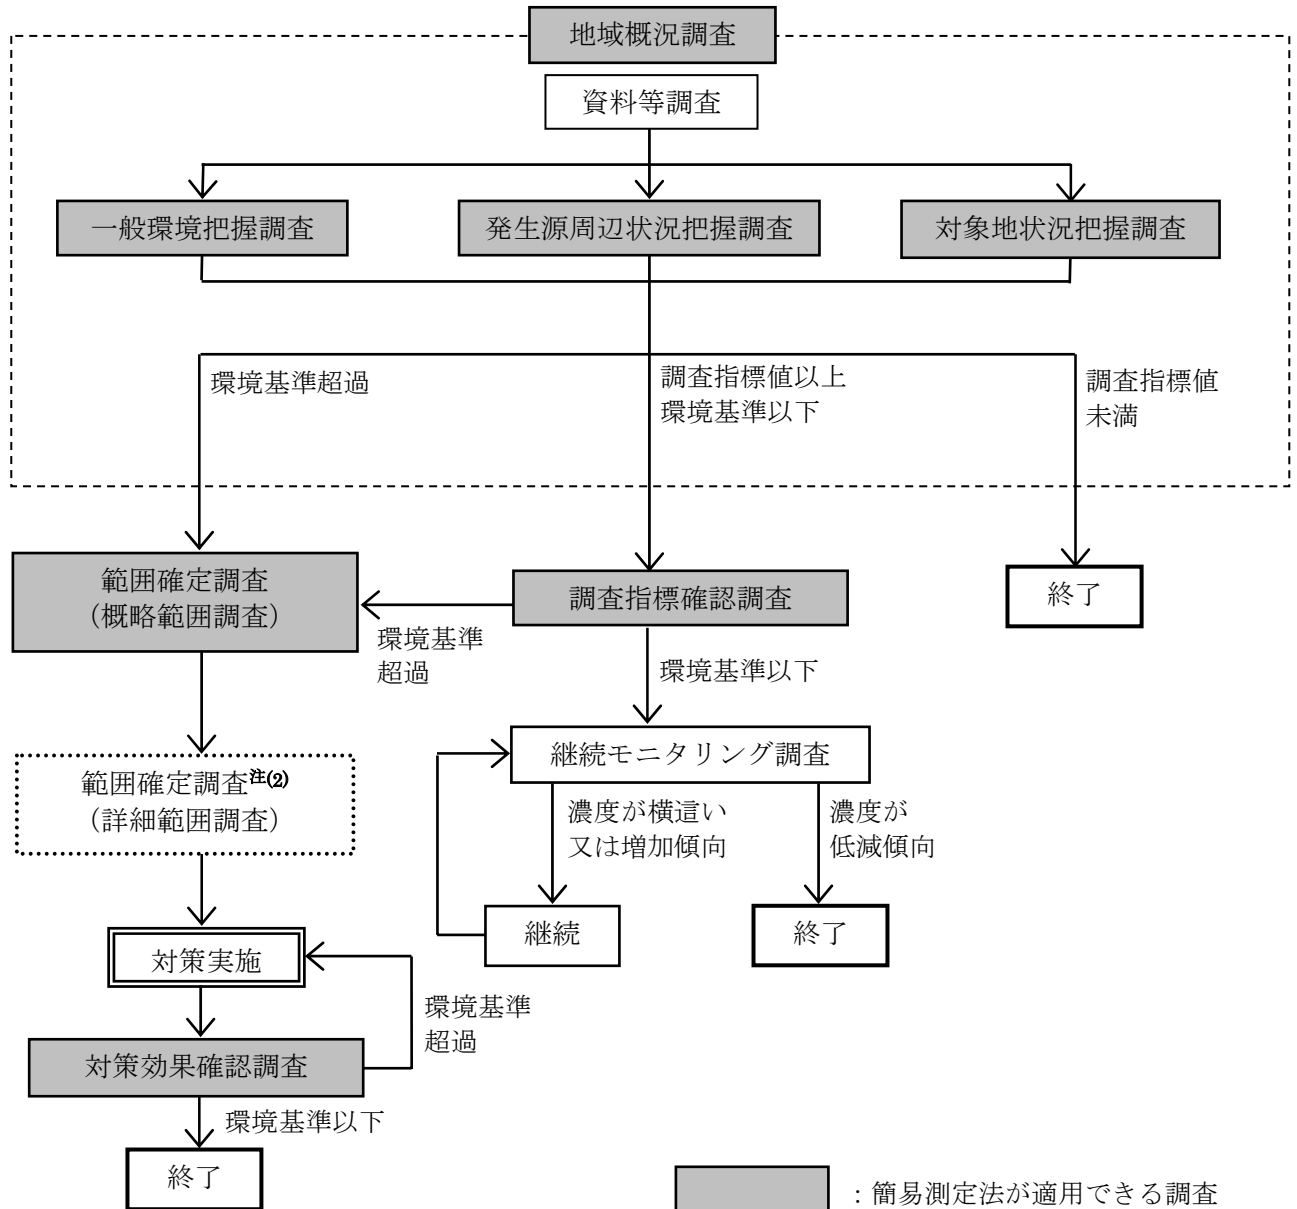 地域概況調査
資料等調査
一般環境把握調査
発生源周辺状況把握調査
対象地状況把握調査
環境基準超過
調査指標値以上
環境基準以下
調査指標値
未満
範囲確定調査
（概略範囲調査）
調査指標確認調査
終了
環境基準
超過
環境基準以下
範囲確定調査注(2)
（詳細範囲調査）
継続モニタリング調査
濃度が横這い
又は増加傾向
濃度が
低減傾向
継続
終了
対策実施
環境基準
超過
対策効果確認調査
環境基準以下
終了
：簡易測定法が適用できる調査